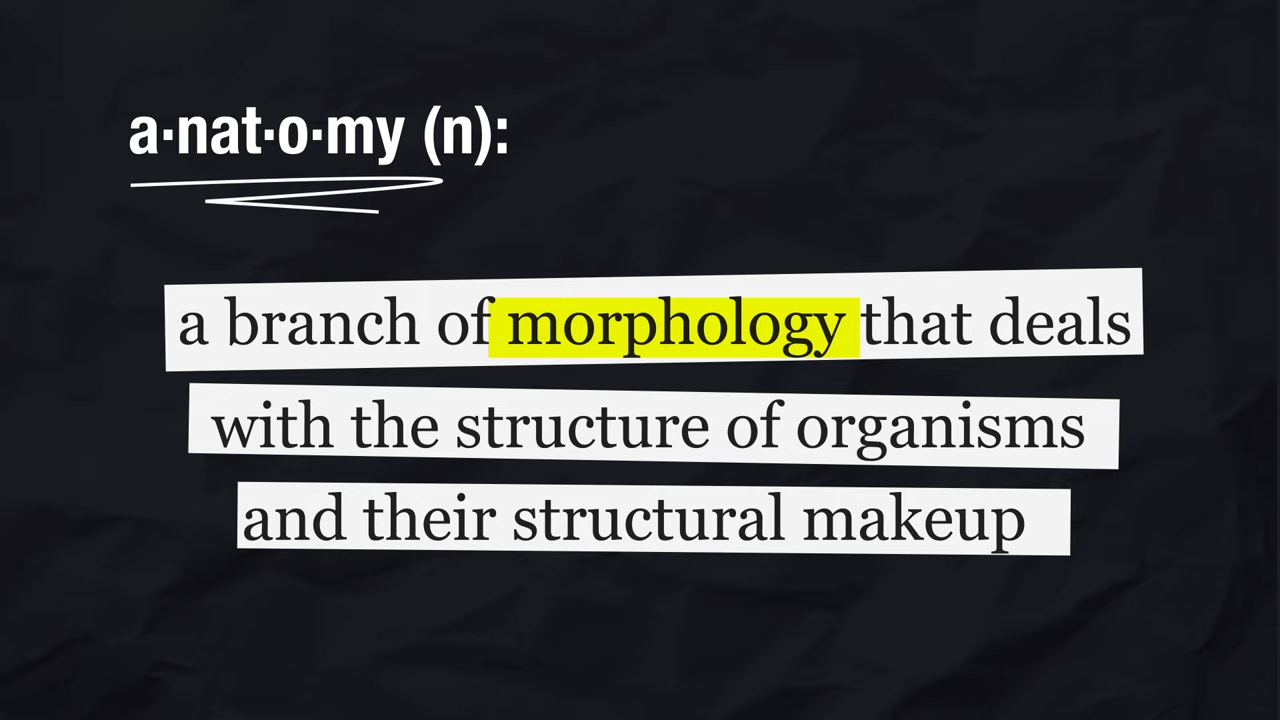 a·nat·o·my (n):
a branch of morphology that deals
with the structure of organisms
and their structural makeup